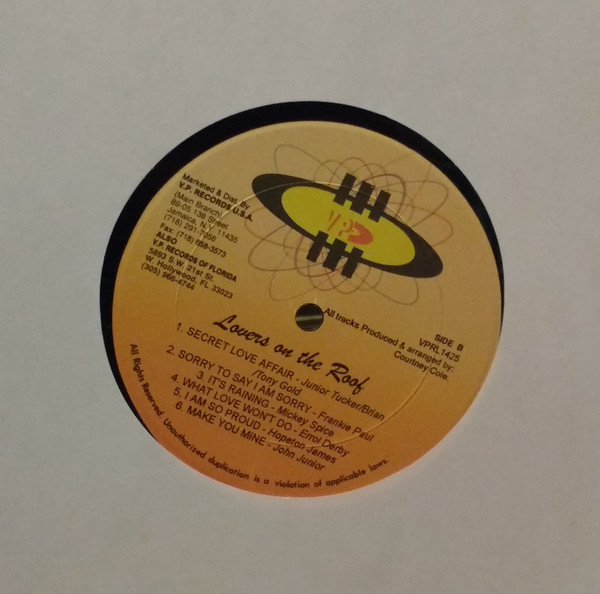 Marketed & Dist. By
V.P. RECORDS U.S.A.
(Main Branch)
89-05 138 Street
Jamaica, N.Y. 11435
(718) 291-7058
Fax: (718) 658-3573
ALSO
V.P. RECORDS OF FLORIDA
5893 S.W. 21st St.
W. Hollywood, FL 33023
(305) 966-4744
VP
SIDE B
VPRL1425
All tracks Produced & arranged by:
Courtney Cole.
Lovers on the Roof
1. SECRET LOVE AFFAIR - Junior Tucker/Brian
/Tony Gold
2. SORRY TO SAY I AM SORRY - Frankie Paul
3. IT'S RAINING - Mickey Spice
4. WHAT LOVE WON'T DO - Errol Derby
5. I AM SO PROUD - Hopeton James
6. MAKE YOU MINE - John Junior
All Rights Reserved. Unauthorized duplication is a violation of applicable laws.